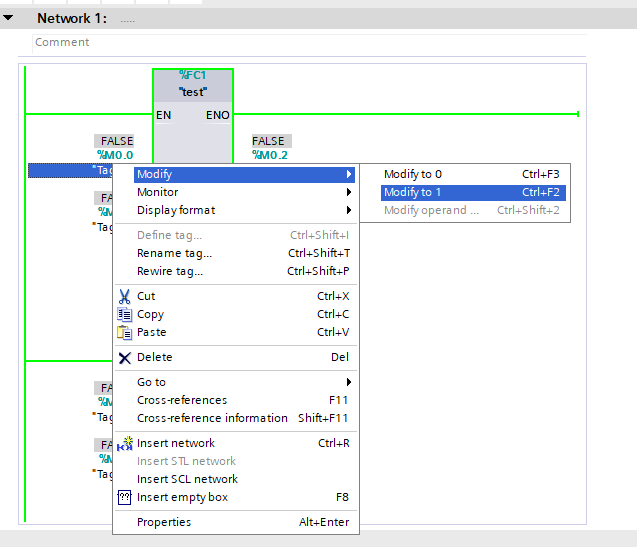 Network 1: .....
Comment
%FC1
"test"
EN ENO
FALSE
%M0.0
"Tag
FALSE
%M0.2
Modify
Monitor
Display format
Define tag... Ctrl+Shift+I
Rename tag... Ctrl+Shift+T
Rewire tag... Ctrl+Shift+P
Cut Ctrl+X
Copy Ctrl+C
Paste Ctrl+V
Delete Del
Go to
Cross-references F11
Cross-reference information Shift+F11
Insert network Ctrl+R
Insert STL network
Insert SCL network
Insert empty box F8
Properties Alt+Enter
Modify to 0 Ctrl+F3
Modify to 1 Ctrl+F2
Modify operand ... Ctrl+Shift+2
FA
%M
"Tag
FA
%M
"Tag
FA
%M
"Tag